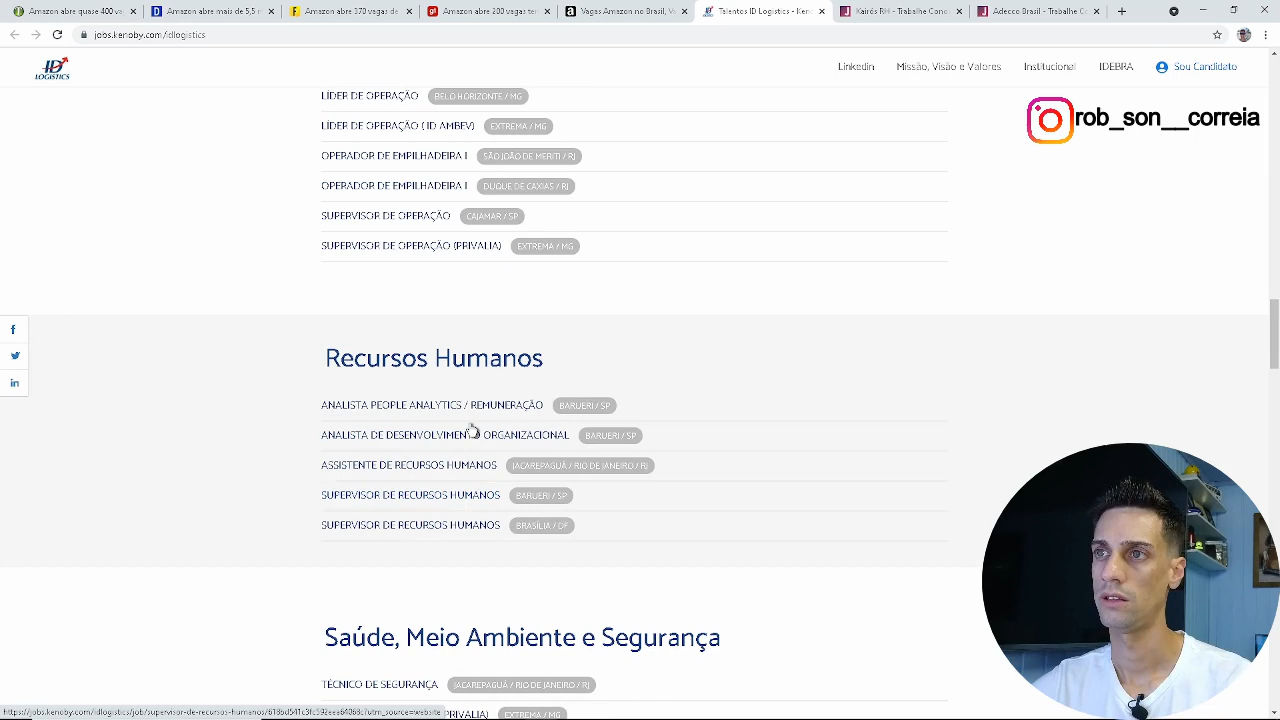 Amazon abre quase 400 va
Amazon abre mais de 5,5 m
Amazon abre 370 vagas de
Amazon abre 200 vagas ter
Vagas Amazon no Brasil, Va
Talentos ID Logistics - Ken
Kairós RH - Trabalhe Cono
Adecco Brasil - Trabalhe C
jobs.kenoby.com/idlogistics
ID LOGISTICS
Linkedin Missão, Visão e Valores Institucional IDEBRA Sou Candidato
rob_son__correia
LÍDER DE OPERAÇÃO BELO HORIZONTE / MG
LÍDER DE OPERAÇÃO ( ID AMBEV) EXTREMA / MG
OPERADOR DE EMPILHADEIRA I SÃO JOÃO DE MERITI / RJ
OPERADOR DE EMPILHADEIRA I DUQUE DE CAXIAS / RJ
SUPERVISOR DE OPERAÇÃO CAJAMAR / SP
SUPERVISOR DE OPERAÇÃO (PRIVALIA) EXTREMA / MG
Recursos Humanos
ANALISTA PEOPLE ANALYTICS / REMUNERAÇÃO BARUERI / SP
ANALISTA DE DESENVOLVIMENTO ORGANIZACIONAL BARUERI / SP
ASSISTENTE DE RECURSOS HUMANOS JACAREPAGUÁ / RIO DE JANEIRO / RJ
SUPERVISOR DE RECURSOS HUMANOS BARUERI / SP
SUPERVISOR DE RECURSOS HUMANOS BRASÍLIA / DF
Saúde, Meio Ambiente e Segurança
TÉCNICO DE SEGURANÇA JACAREPAGUÁ / RIO DE JANEIRO / RJ
PRIVALIA) EXTREMA / MG